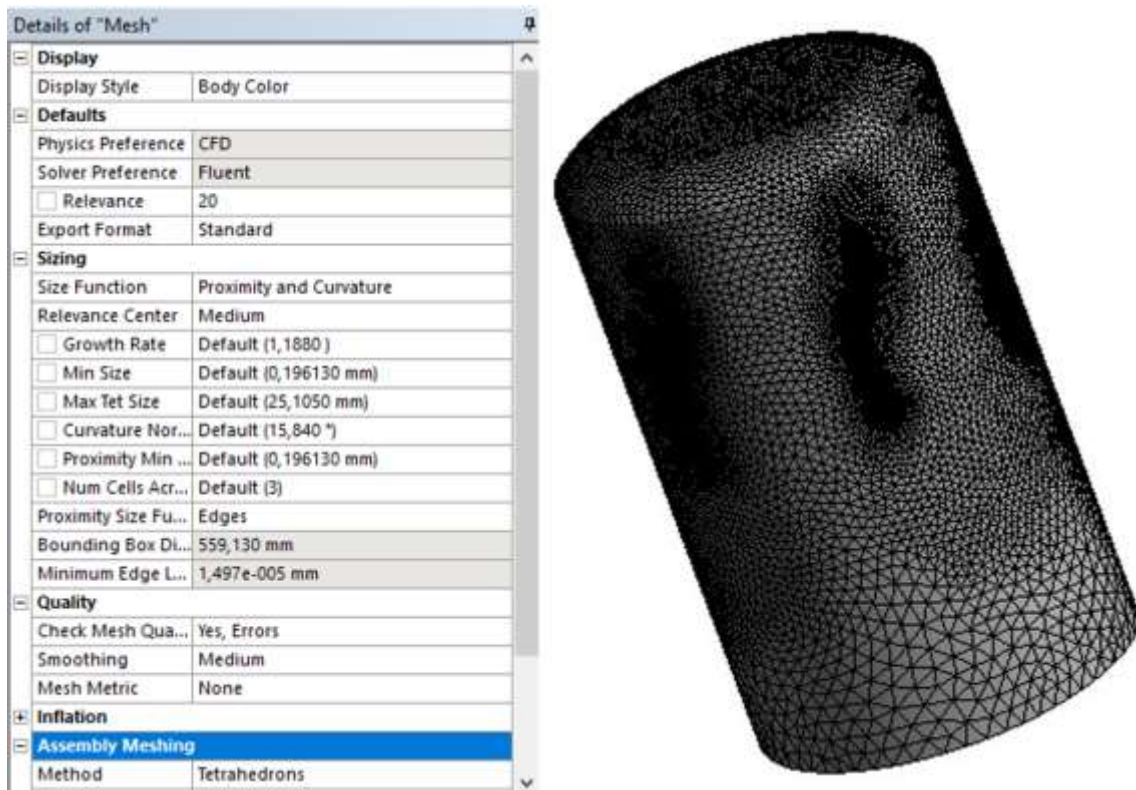 Details of "Mesh"
Display
Display Style Body Color
Defaults
Physics Preference CFD
Solver Preference Fluent
Relevance 20
Export Format Standard
Sizing
Size Function Proximity and Curvature
Relevance Center Medium
Growth Rate Default (1,1880 )
Min Size Default (0,196130 mm)
Max Tet Size Default (25,1050 mm)
Curvature Nor... Default (15,840 °)
Proximity Min ... Default (0,196130 mm)
Num Cells Acr... Default (3)
Proximity Size Fu... Edges
Bounding Box Di... 559,130 mm
Minimum Edge L... 1,497e-005 mm
Quality
Check Mesh Qua... Yes, Errors
Smoothing Medium
Mesh Metric None
Inflation
Assembly Meshing
Method Tetrahedrons